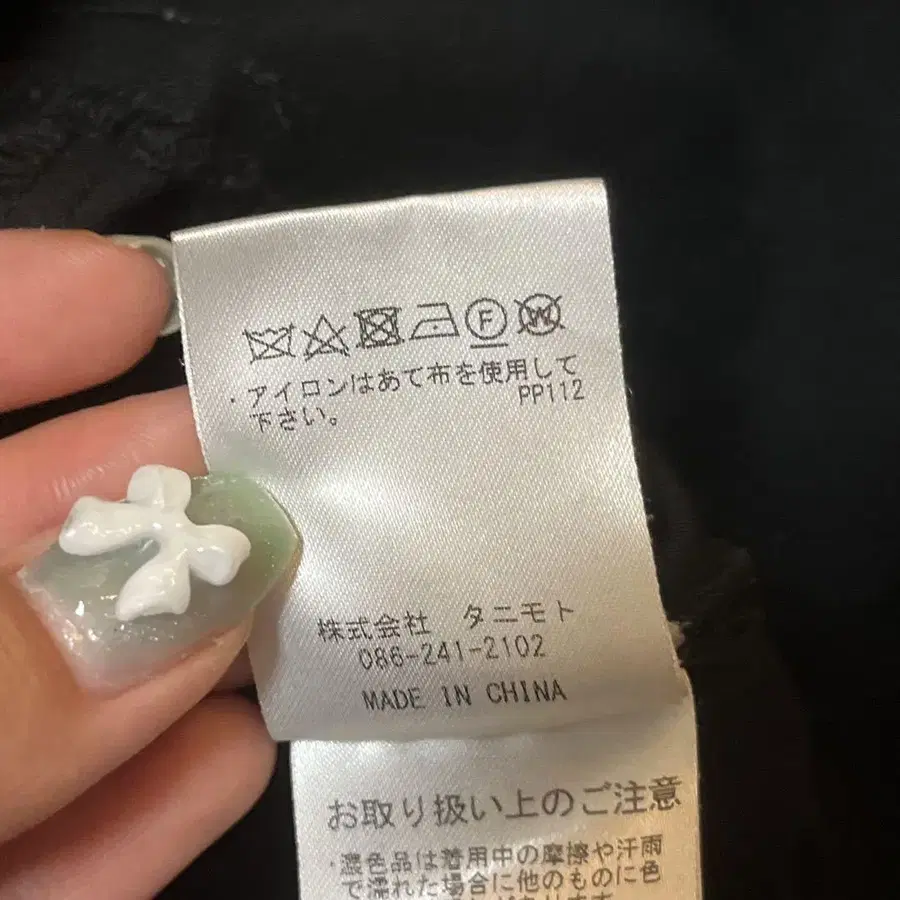 F W
・アイロンはあて布を使用して
下さい。 PP112
株式会社 タニモト
086-241-2102
MADE IN CHINA
お取り扱い上のご注意
・濃色品は着用中の摩擦や汗雨
で濡れた場合に他のものに色